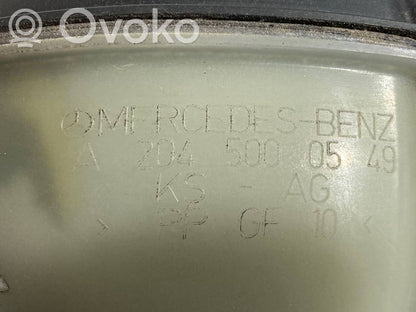 Ovoko
MERCEDES-BENZ
A 204 500 05 49
KS - AG
> PP GF 10 <